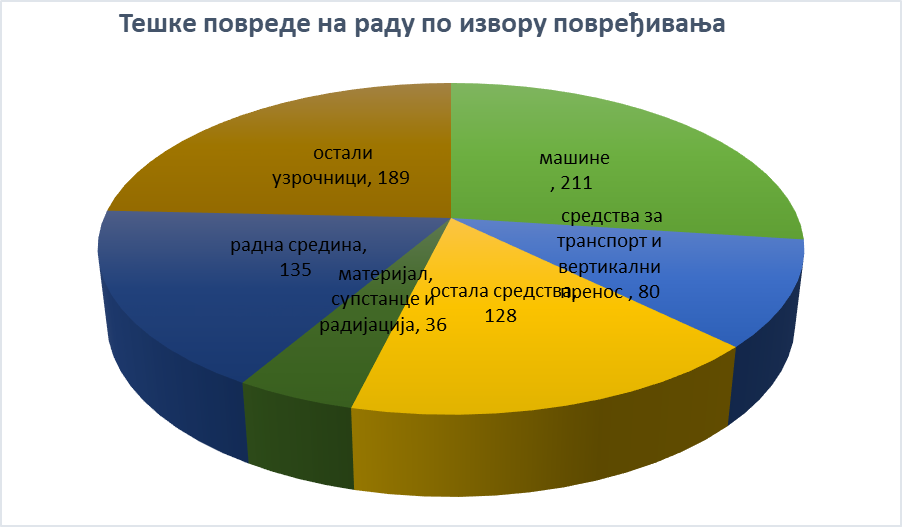 Тешке повреде на раду по извору повређивања
остали
узрочници, 189
машине
, 211
средства за
транспорт и
вертикални
пренос , 80
радна средина,
135
материјал,
супстанце и
радијација, 36
остала средства,
128